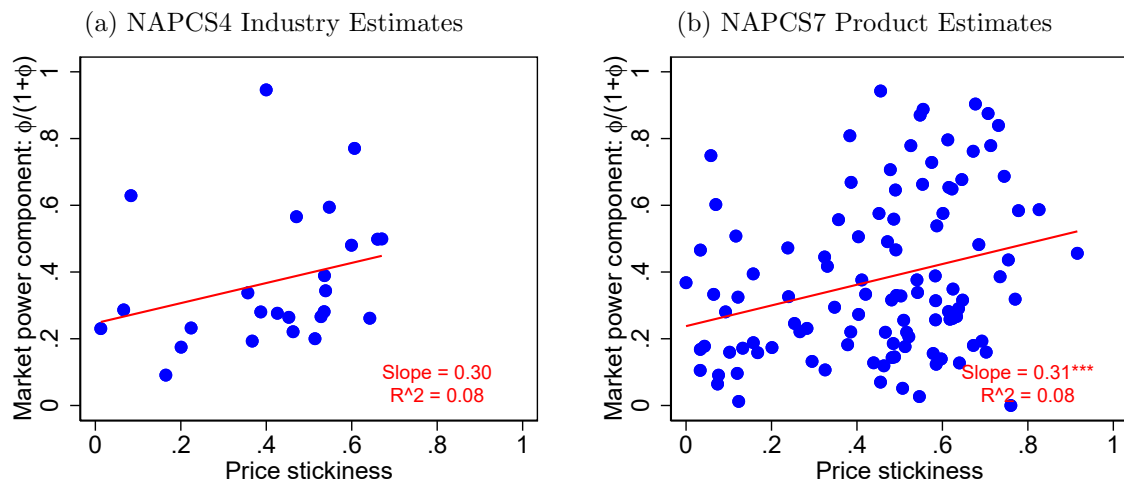 (a) NAPCS4 Industry Estimates
Market power component: ϕ/(1+ϕ)
1
.8
.6
.4
.2
0
Slope = 0.30
R^2 = 0.08
0 .2 .4 .6 .8 1
Price stickiness
(b) NAPCS7 Product Estimates
Market power component: ϕ/(1+ϕ)
1
.8
.6
.4
.2
0
Slope = 0.31***
R^2 = 0.08
0 .2 .4 .6 .8 1
Price stickiness